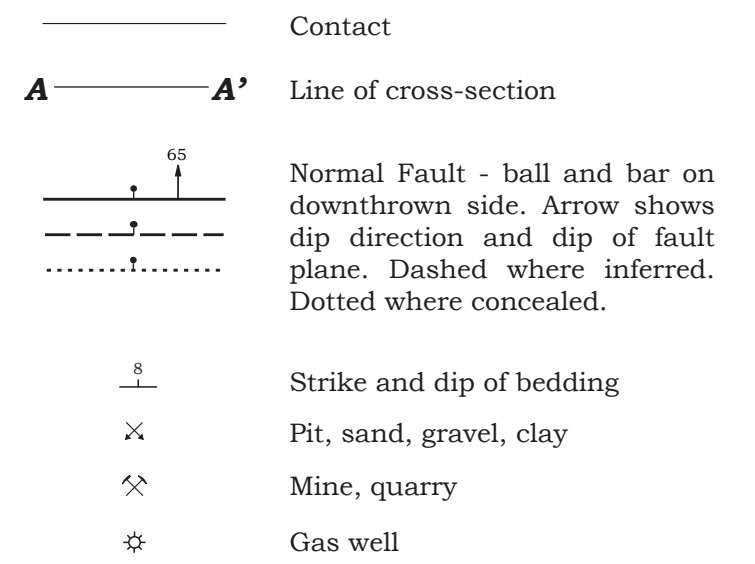 Contact
A A’ Line of cross-section
65
Normal Fault - ball and bar on
downthrown side. Arrow shows
dip direction and dip of fault
plane. Dashed where inferred.
Dotted where concealed.
8
Strike and dip of bedding
Pit, sand, gravel, clay
Mine, quarry
Gas well